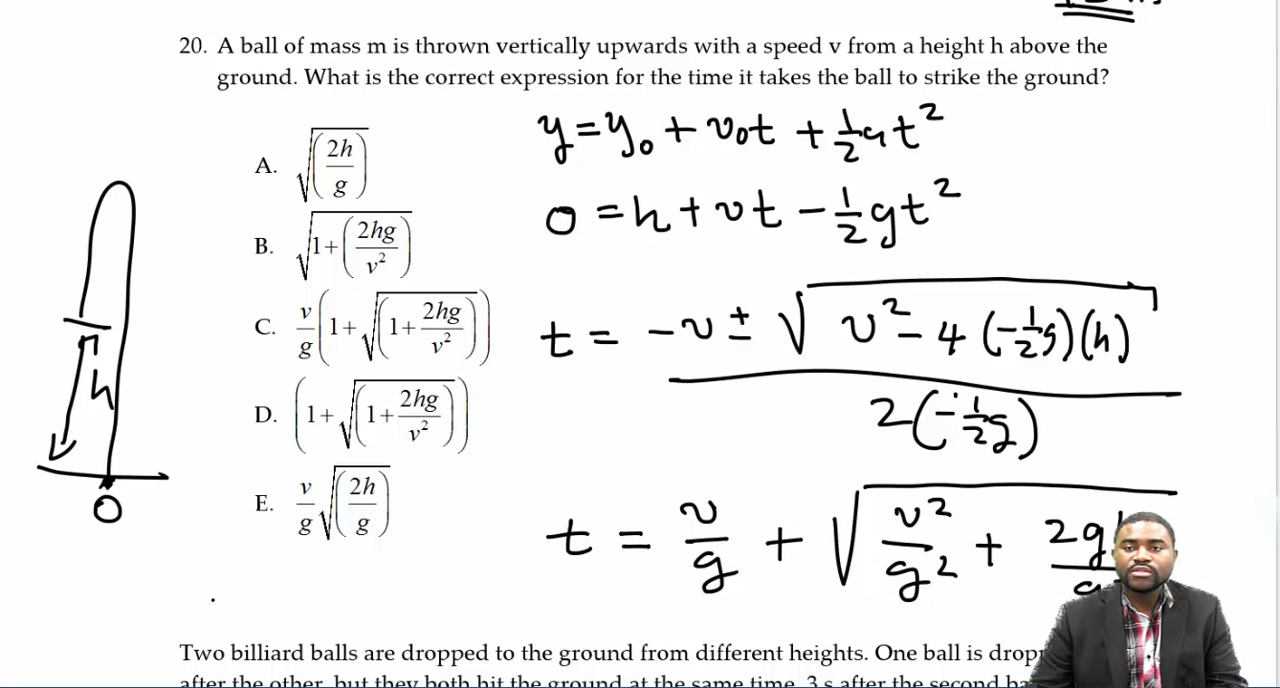 20. A ball of mass m is thrown vertically upwards with a speed v from a height h above the
ground. What is the correct expression for the time it takes the ball to strike the ground?
A. √(2h/g)
B. √1+(2hg/v²)
C. v/g(1+√(1+2hg/v²))
D. (1+√(1+2hg/v²))
E. v/g√(2h/g)
y=y₀+v₀t+½at²
0=h+vt-½gt²
t = -v±√v²-4(-½g)(h)/2(-½g)
t = v/g + √v²/g² + 2g
h
0
Two billiard balls are dropped to the ground from different heights. One ball is
after the other, but they both hit the ground at the same time, 3 s after the second